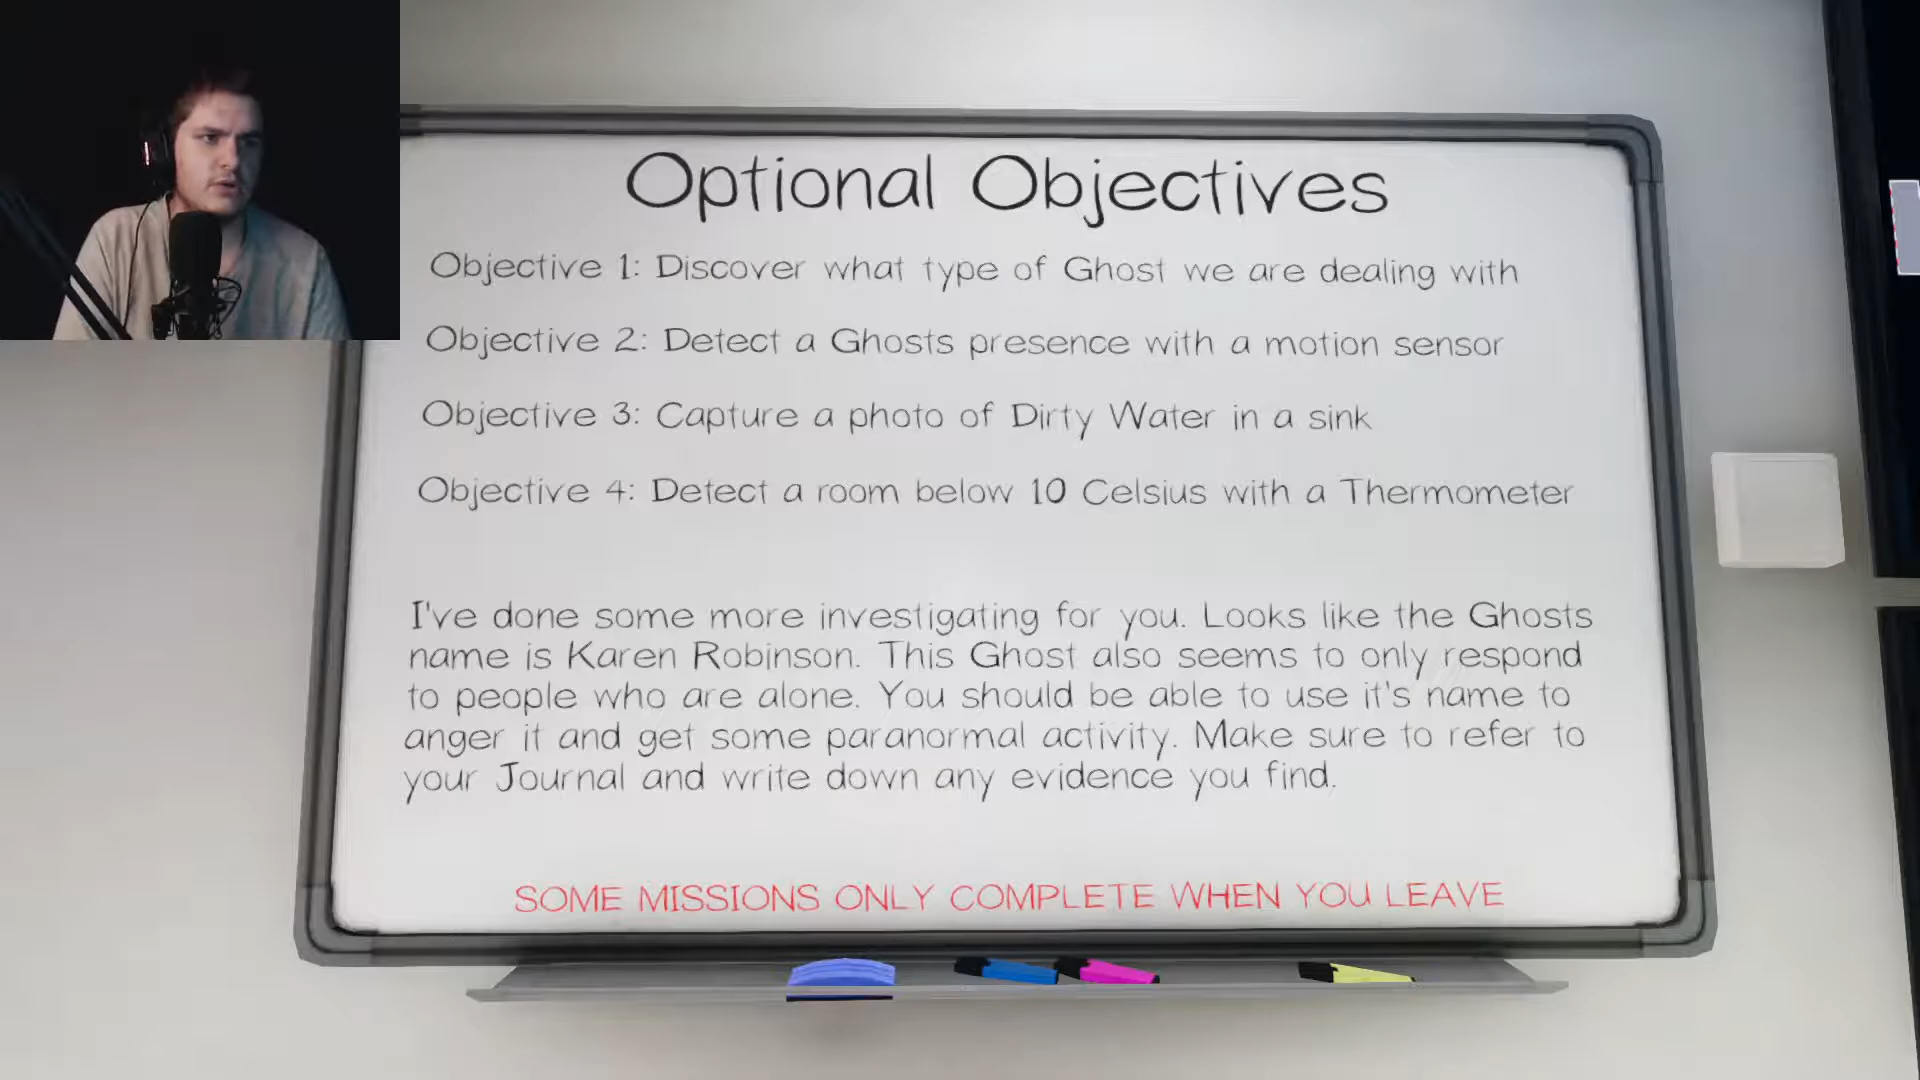 Optional Objectives
Objective 1: Discover what type of Ghost we are dealing with
Objective 2: Detect a Ghosts presence with a motion sensor
Objective 3: Capture a photo of Dirty Water in a sink
Objective 4: Detect a room below 10 Celsius with a Thermometer
I've done some more investigating for you. Looks like the Ghosts
name is Karen Robinson. This Ghost also seems to only respond
to people who are alone. You should be able to use it's name to
anger it and get some paranormal activity. Make sure to refer to
your Journal and write down any evidence you find.
SOME MISSIONS ONLY COMPLETE WHEN YOU LEAVE